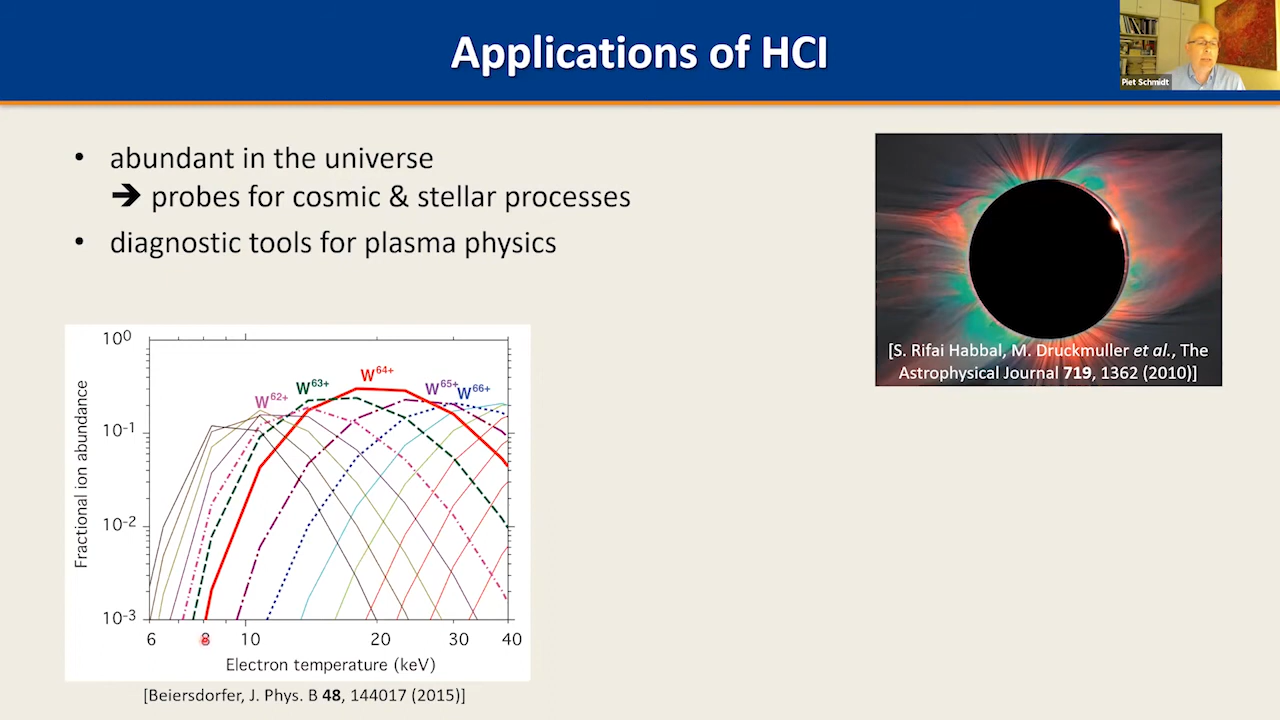 Applications of HCI
Piet Schmidt
• abundant in the universe
➔ probes for cosmic & stellar processes
• diagnostic tools for plasma physics
[S. Rifai Habbal, M. Druckmuller et al., The
Astrophysical Journal 719, 1362 (2010)]
10⁰
10⁻¹
10⁻²
10⁻³
Fractional ion abundance
W⁶²⁺
W⁶³⁺
W⁶⁴⁺
W⁶⁵⁺
W⁶⁶⁺
6 8 10 20 30 40
Electron temperature (keV)
[Beiersdorfer, J. Phys. B 48, 144017 (2015)]